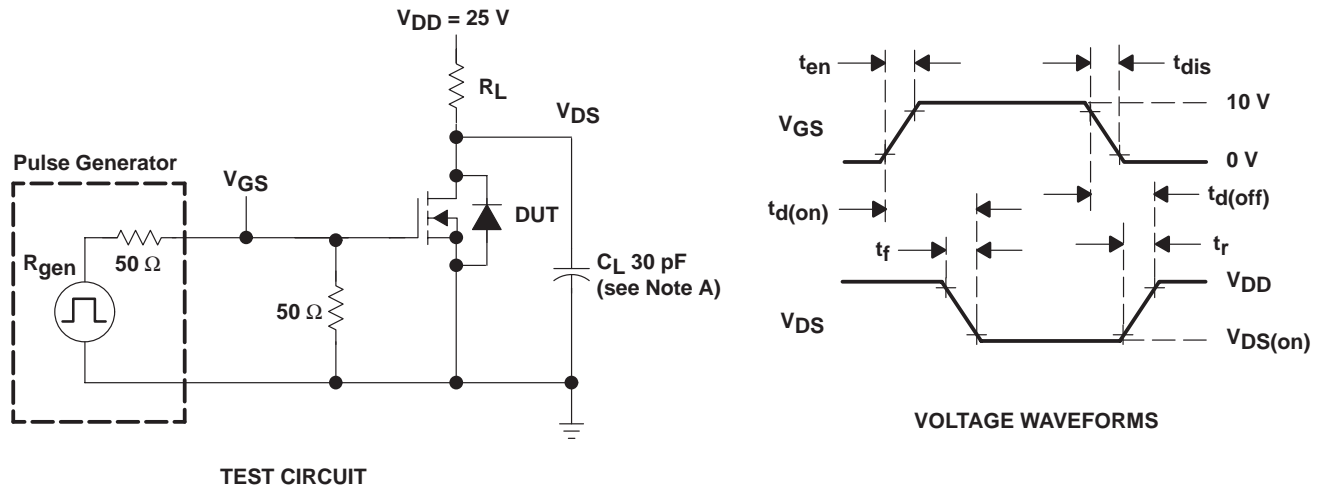 VDD = 25 V
RL
VDS
Pulse Generator
VGS
Rgen
50 Ω
50 Ω
DUT
CL 30 pF
(see Note A)
TEST CIRCUIT
ten
tdis
VGS
10 V
0 V
td(on)
td(off)
tf
tr
VDS
VDD
VDS(on)
VOLTAGE WAVEFORMS